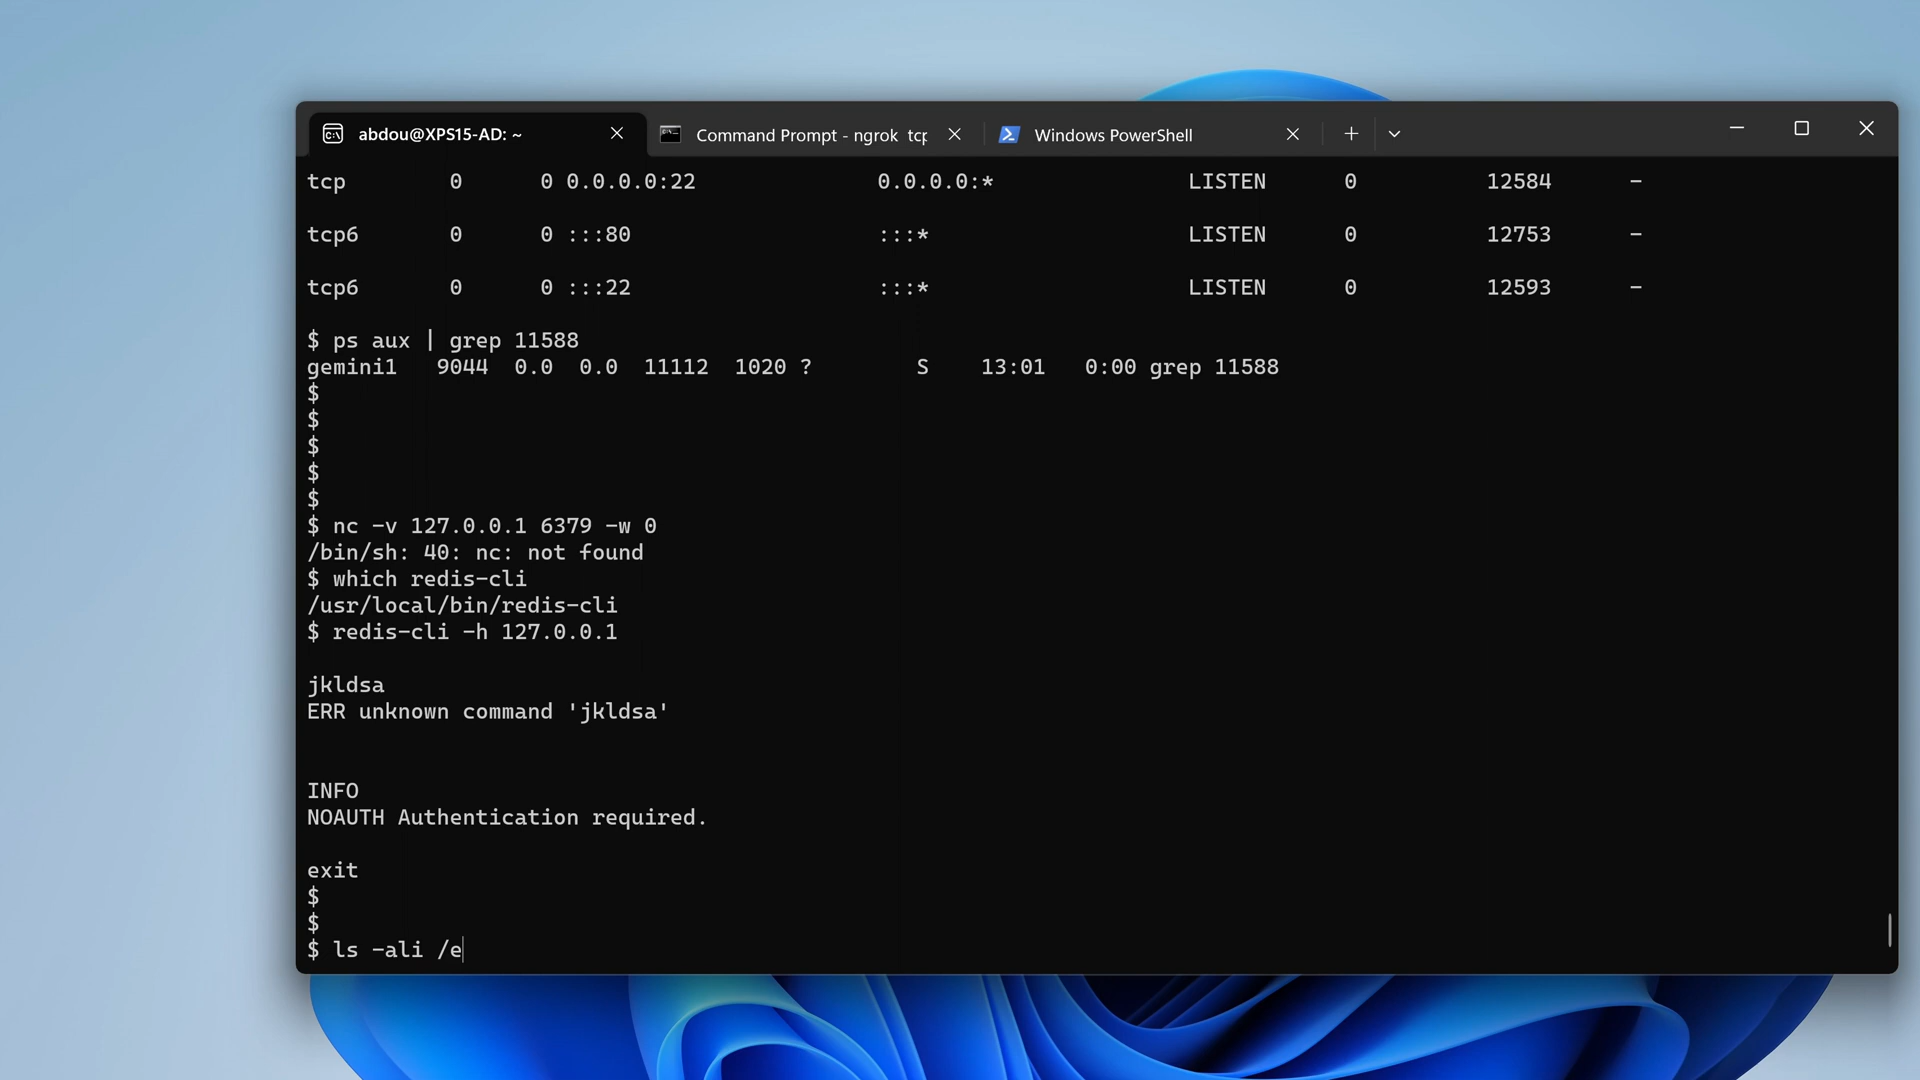 abdou@XPS15-AD: ~
Command Prompt - ngrok tcp
Windows PowerShell
tcp 0 0 0.0.0.0:22 0.0.0.0:* LISTEN 0 12584 -
tcp6 0 0 :::80 :::* LISTEN 0 12753 -
tcp6 0 0 :::22 :::* LISTEN 0 12593 -
$ ps aux | grep 11588
gemini1 9044 0.0 0.0 11112 1020 ? S 13:01 0:00 grep 11588
$
$
$
$
$
$ nc -v 127.0.0.1 6379 -w 0
/bin/sh: 40: nc: not found
$ which redis-cli
/usr/local/bin/redis-cli
$ redis-cli -h 127.0.0.1
jkldsa
ERR unknown command 'jkldsa'
INFO
NOAUTH Authentication required.
exit
$
$
$ ls -ali /e